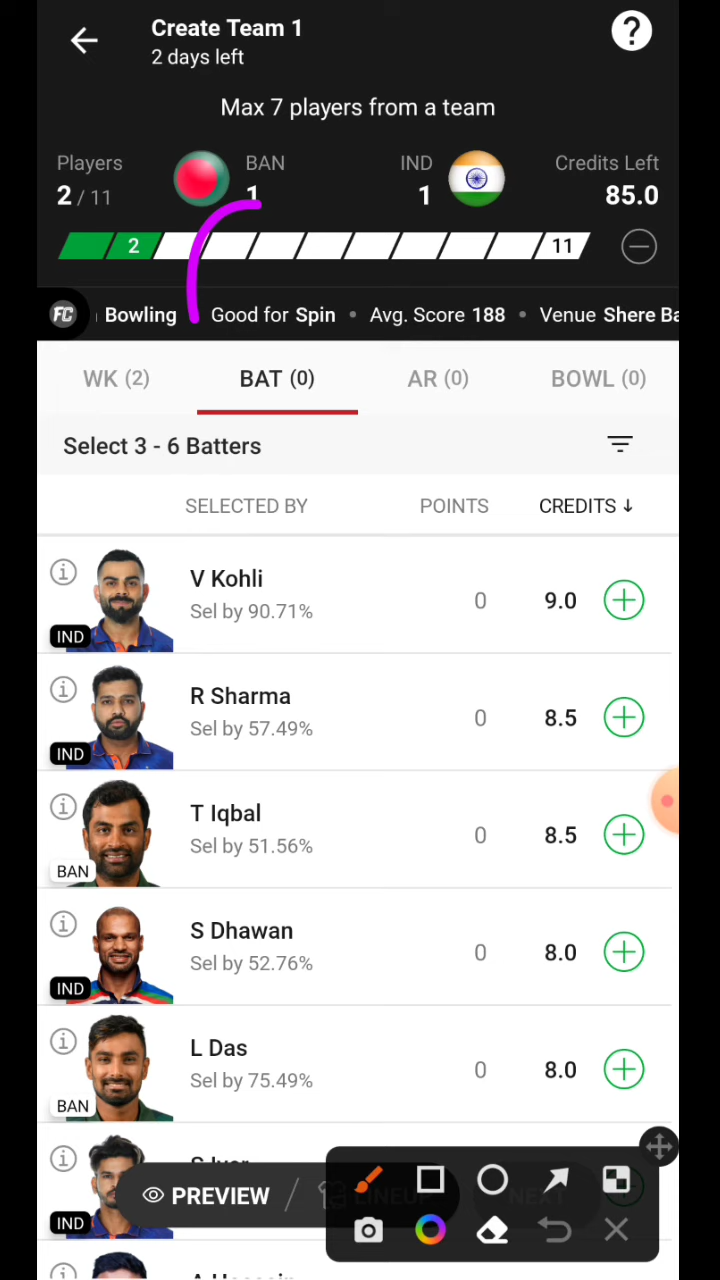 Create Team 1
2 days left
?
Max 7 players from a team
Players BAN IND Credits Left
2 / 11 1 1 85.0
2 11
FC Bowling Good for Spin • Avg. Score 188 • Venue Shere Ba
WK (2) BAT (0) AR (0) BOWL (0)
Select 3 - 6 Batters
SELECTED BY POINTS CREDITS ↓
V Kohli
Sel by 90.71% 0 9.0
IND
R Sharma
Sel by 57.49% 0 8.5
IND
T Iqbal
Sel by 51.56% 0 8.5
BAN
S Dhawan
Sel by 52.76% 0 8.0
IND
L Das
Sel by 75.49% 0 8.0
BAN
IND
PREVIEW